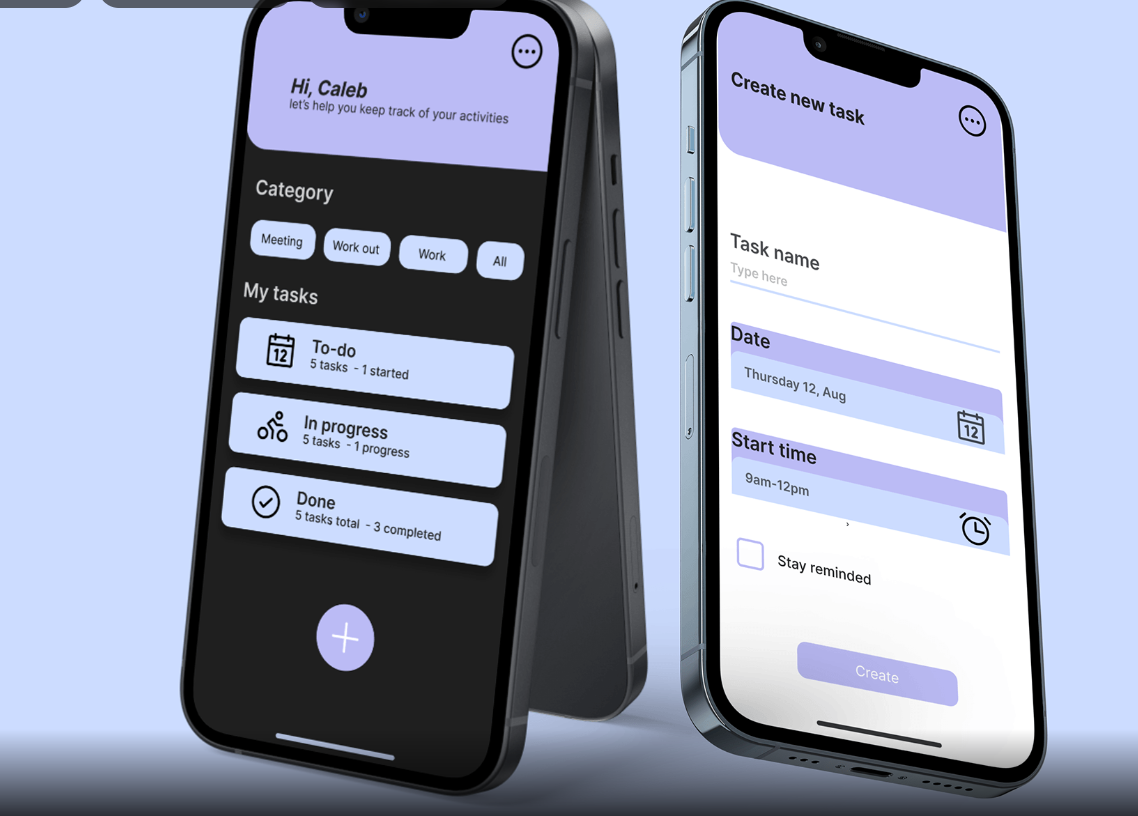 Hi, Caleb
let's help you keep track of your activities
Category
Meeting
Work out
Work
All
My tasks
12
To-do
5 tasks - 1 started
In progress
5 tasks - 1 progress
Done
5 tasks total - 3 completed
Create new task
Task name
Type here
Date
Thursday 12, Aug
12
Start time
9am-12pm
Stay reminded
Create